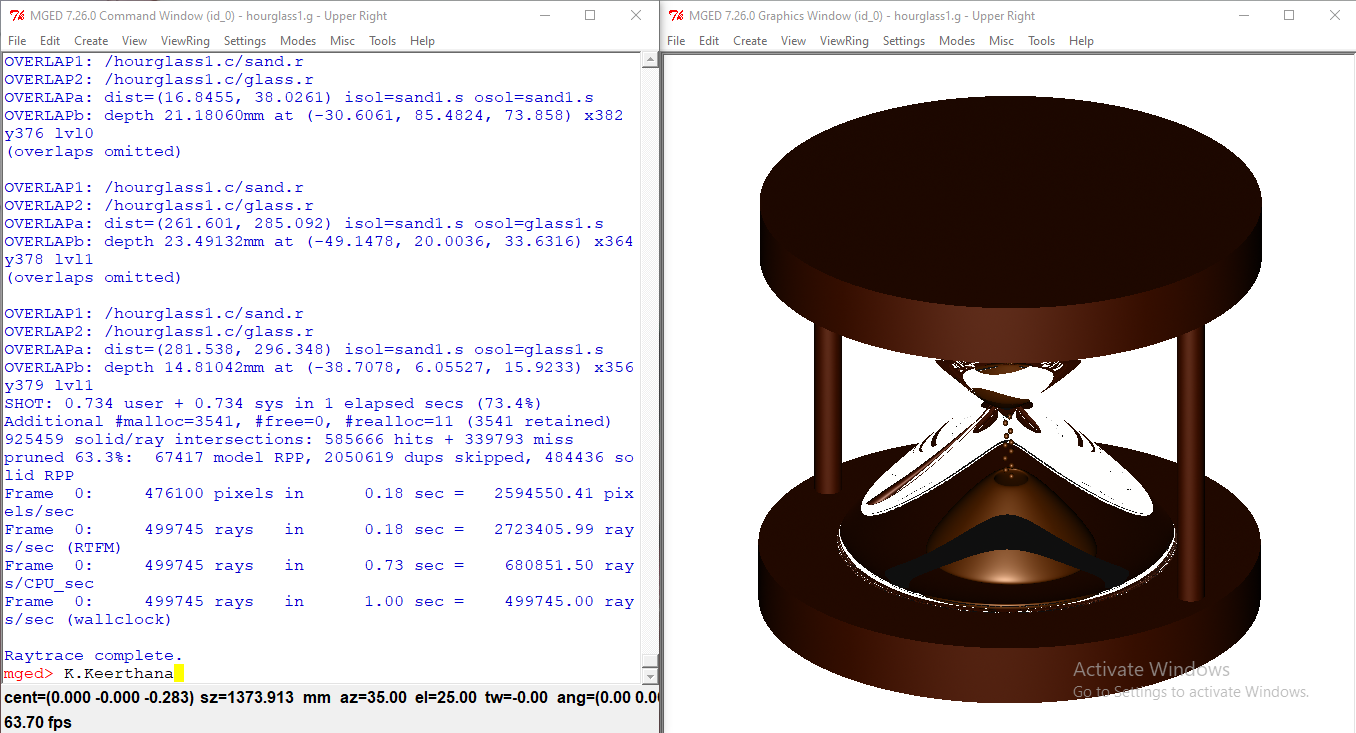 MGED 7.26.0 Command Window (id_0) - hourglass1.g - Upper Right
File Edit Create View ViewRing Settings Modes Misc Tools Help
OVERLAP1: /hourglass1.c/sand.r
OVERLAP2: /hourglass1.c/glass.r
OVERLAPa: dist=(16.8455, 38.0261) isol=sand1.s osol=sand1.s
OVERLAPb: depth 21.18060mm at (-30.6061, 85.4824, 73.858) x382
y376 lvl0
(overlaps omitted)
OVERLAP1: /hourglass1.c/sand.r
OVERLAP2: /hourglass1.c/glass.r
OVERLAPa: dist=(261.601, 285.092) isol=sand1.s osol=glass1.s
OVERLAPb: depth 23.49132mm at (-49.1478, 20.0036, 33.6316) x364
y378 lvl1
(overlaps omitted)
OVERLAP1: /hourglass1.c/sand.r
OVERLAP2: /hourglass1.c/glass.r
OVERLAPa: dist=(281.538, 296.348) isol=sand1.s osol=glass1.s
OVERLAPb: depth 14.81042mm at (-38.7078, 6.05527, 15.9233) x356
y379 lvl1
SHOT: 0.734 user + 0.734 sys in 1 elapsed secs (73.4%)
Additional #malloc=3541, #free=0, #realloc=11 (3541 retained)
925459 solid/ray intersections: 585666 hits + 339793 miss
pruned 63.3%: 67417 model RPP, 2050619 dups skipped, 484436 so
lid RPP
Frame 0: 476100 pixels in 0.18 sec = 2594550.41 pix
els/sec
Frame 0: 499745 rays in 0.18 sec = 2723405.99 ray
s/sec (RTFM)
Frame 0: 499745 rays in 0.73 sec = 680851.50 ray
s/CPU_sec
Frame 0: 499745 rays in 1.00 sec = 499745.00 ray
s/sec (wallclock)
Raytrace complete.
mged> K.Keerthana
cent=(0.000 -0.000 -0.283) sz=1373.913 mm az=35.00 el=25.00 tw=-0.00 ang=(0.00 0.00
63.70 fps
MGED 7.26.0 Graphics Window (id_0) - hourglass1.g - Upper Right
File Edit Create View ViewRing Settings Modes Misc Tools Help
Activate Windows
Go to Settings to activate Windows.